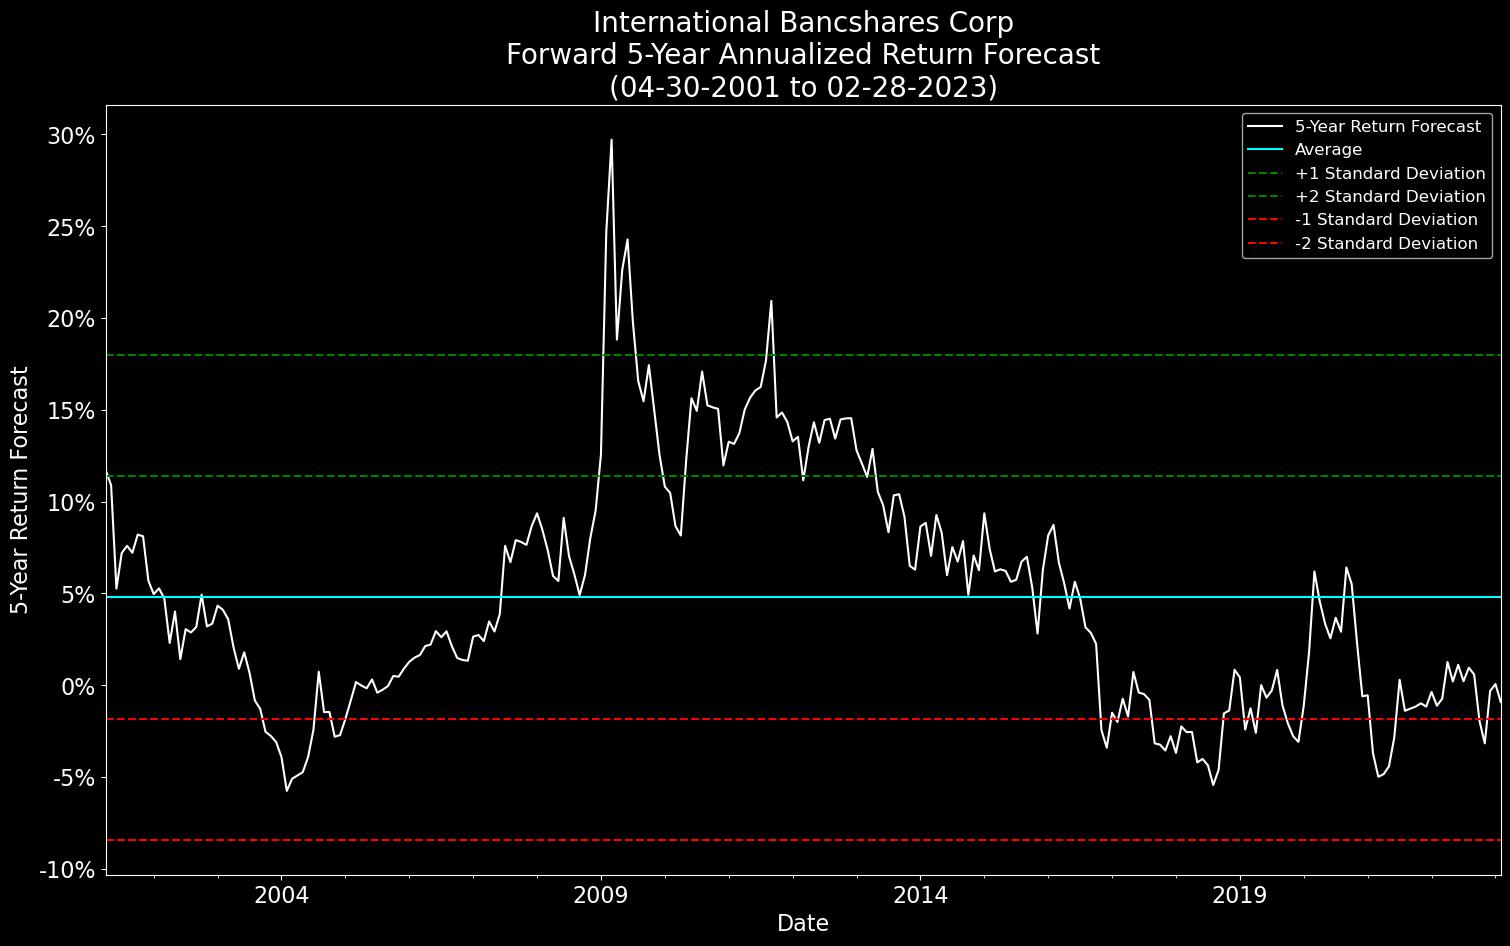 International Bancshares Corp
Forward 5-Year Annualized Return Forecast
(04-30-2001 to 02-28-2023)
5-Year Return Forecast
Average
+1 Standard Deviation
+2 Standard Deviation
-1 Standard Deviation
-2 Standard Deviation
30%
25%
20%
15%
10%
5%
0%
-5%
-10%
5-Year Return Forecast
2004
2009
2014
2019
Date